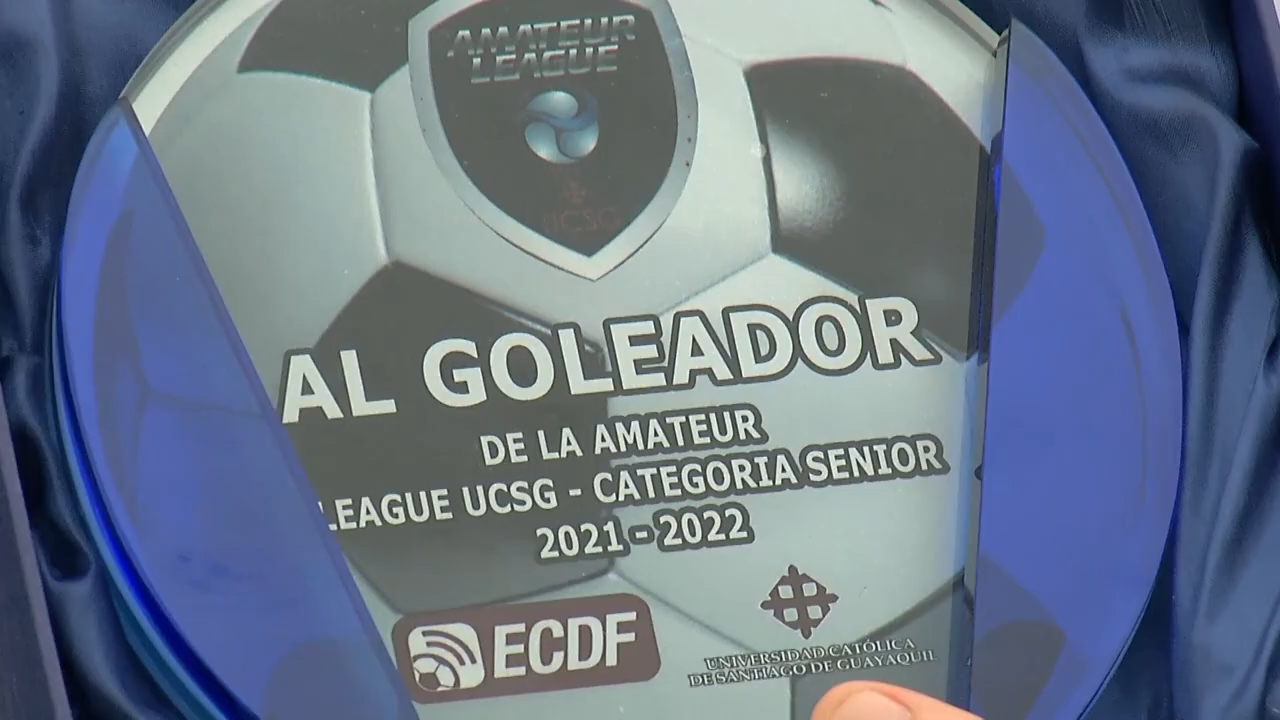 AMATEUR
LEAGUE
UCSG
AL GOLEADOR
DE LA AMATEUR
LEAGUE UCSG - CATEGORIA SENIOR
2021 - 2022
ECDF
UNIVERSIDAD CATÓLICA
DE SANTIAGO DE GUAYAQUIL